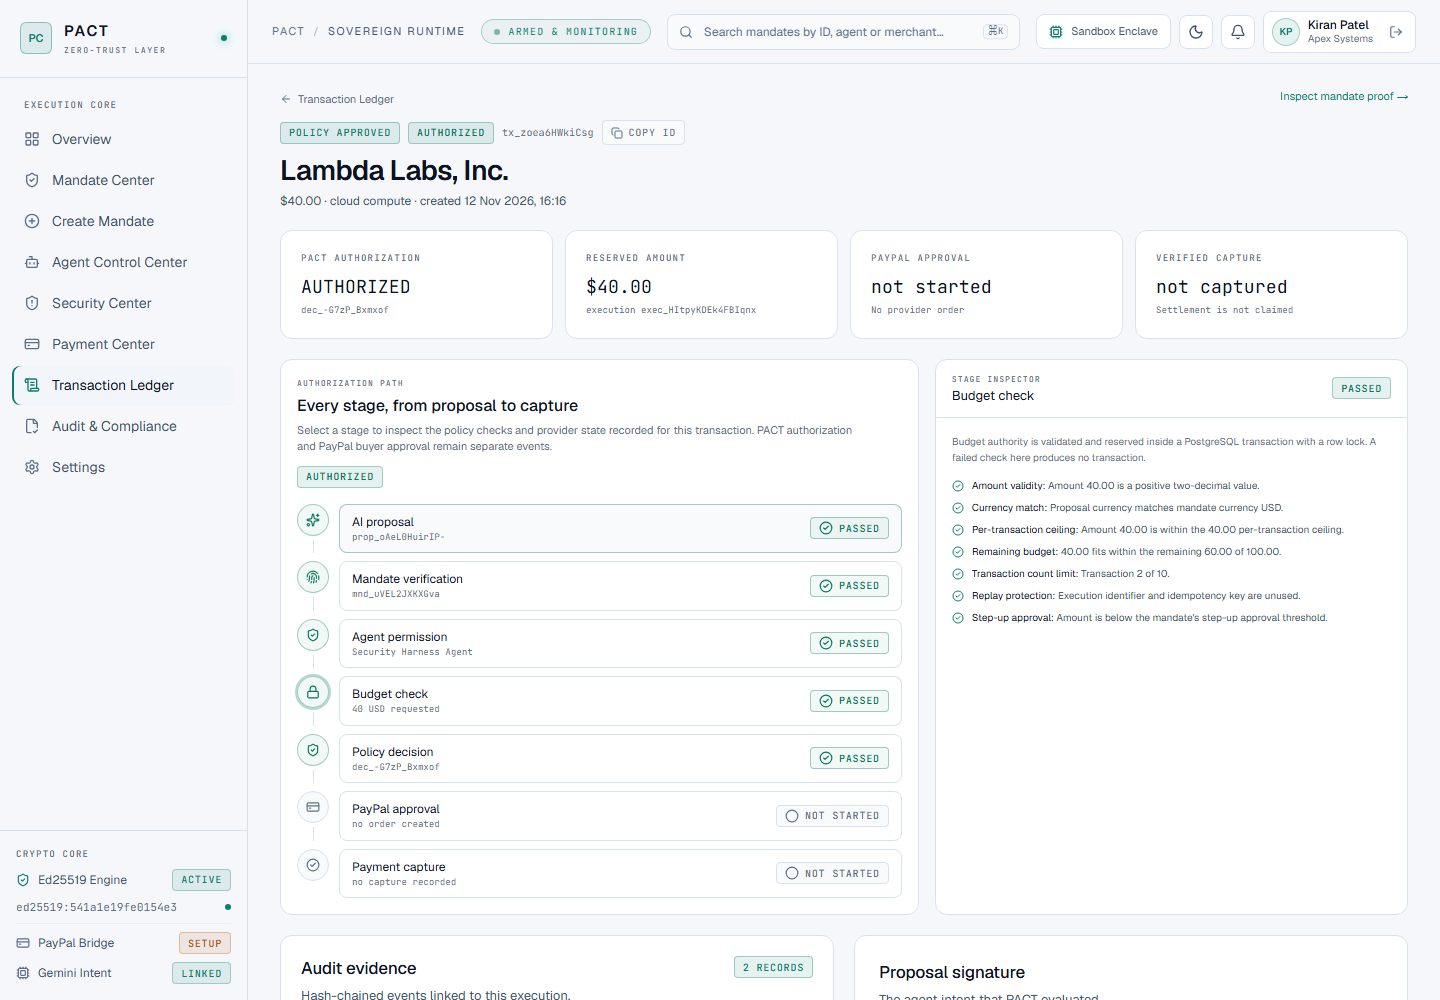 PC
PACT
ZERO-TRUST LAYER
EXECUTION CORE
Overview
Mandate Center
Create Mandate
Agent Control Center
Security Center
Payment Center
Transaction Ledger
Audit & Compliance
Settings
CRYPTO CORE
Ed25519 Engine
ACTIVE
ed25519:541a1e19fe0154e3
PayPal Bridge
SETUP
Gemini Intent
LINKED
PACT / SOVEREIGN RUNTIME
ARMED & MONITORING
Search mandates by ID, agent or merchant…
⌘K
Sandbox Enclave
KP
Kiran Patel
Apex Systems
← Transaction Ledger
Inspect mandate proof →
POLICY APPROVED
AUTHORIZED
tx_zoea6HWkiCsg
COPY ID
Lambda Labs, Inc.
$40.00 · cloud compute · created 12 Nov 2026, 16:16
PACT AUTHORIZATION
AUTHORIZED
dec_-G7zP_Bxmxof
RESERVED AMOUNT
$40.00
execution exec_HItpyKDEk4FBIqnx
PAYPAL APPROVAL
not started
No provider order
VERIFIED CAPTURE
not captured
Settlement is not claimed
AUTHORIZATION PATH
Every stage, from proposal to capture
Select a stage to inspect the policy checks and provider state recorded for this transaction. PACT authorization
and PayPal buyer approval remain separate events.
AUTHORIZED
AI proposal
prop_oAeL0HuirIP-
PASSED
Mandate verification
mnd_uVEL2JXKXGva
PASSED
Agent permission
Security Harness Agent
PASSED
Budget check
40 USD requested
PASSED
Policy decision
dec_-G7zP_Bxmxof
PASSED
PayPal approval
no order created
NOT STARTED
Payment capture
no capture recorded
NOT STARTED
STAGE INSPECTOR
Budget check
PASSED
Budget authority is validated and reserved inside a PostgreSQL transaction with a row lock. A
failed check here produces no transaction.
Amount validity: Amount 40.00 is a positive two-decimal value.
Currency match: Proposal currency matches mandate currency USD.
Per-transaction ceiling: Amount 40.00 is within the 40.00 per-transaction ceiling.
Remaining budget: 40.00 fits within the remaining 60.00 of 100.00.
Transaction count limit: Transaction 2 of 10.
Replay protection: Execution identifier and idempotency key are unused.
Step-up approval: Amount is below the mandate's step-up approval threshold.
Audit evidence
2 RECORDS
Hash-chained events linked to this execution.
Proposal signature
The agent intent that PACT evaluated.